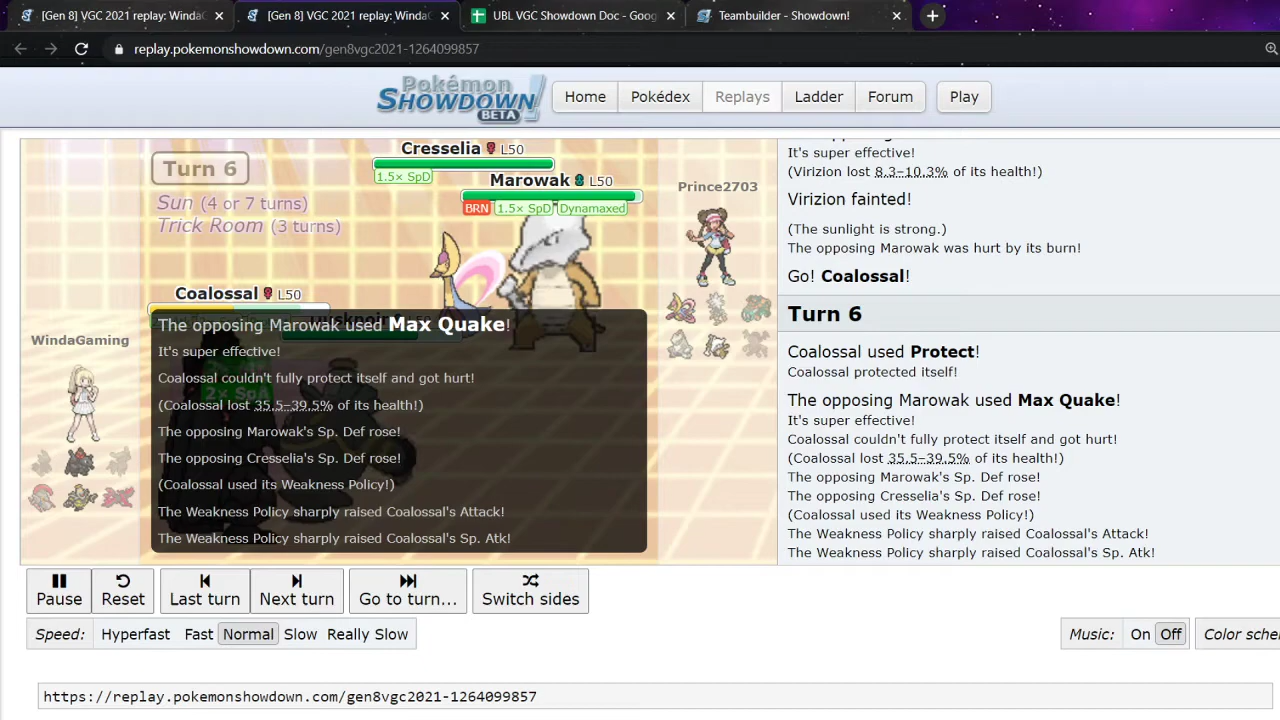 [Gen 8] VGC 2021 replay: Winda
[Gen 8] VGC 2021 replay: Winda
UBL VGC Showdown Doc - Goog
Teambuilder - Showdown!
replay.pokemonshowdown.com/gen8vgc2021-1264099857
Pokémon
SHOWDOWN!
BETA
Home
Pokédex
Replays
Ladder
Forum
Play
Turn 6
Sun (4 or 7 turns)
Trick Room (3 turns)
Cresselia L50
1.5× SpD
Marowak L50
BRN 1.5× SpD Dynamaxed
Prince2703
Coalossal L50
2× SpA
WindaGaming
The opposing Marowak used Max Quake!
It's super effective!
Coalossal couldn't fully protect itself and got hurt!
(Coalossal lost 35.5–39.5% of its health!)
The opposing Marowak's Sp. Def rose!
The opposing Cresselia's Sp. Def rose!
(Coalossal used its Weakness Policy!)
The Weakness Policy sharply raised Coalossal's Attack!
The Weakness Policy sharply raised Coalossal's Sp. Atk!
It's super effective!
(Virizion lost 8.3–10.3% of its health!)
Virizion fainted!
(The sunlight is strong.)
The opposing Marowak was hurt by its burn!
Go! Coalossal!
Turn 6
Coalossal used Protect!
Coalossal protected itself!
The opposing Marowak used Max Quake!
It's super effective!
Coalossal couldn't fully protect itself and got hurt!
(Coalossal lost 35.5–39.5% of its health!)
The opposing Marowak's Sp. Def rose!
The opposing Cresselia's Sp. Def rose!
(Coalossal used its Weakness Policy!)
The Weakness Policy sharply raised Coalossal's Attack!
The Weakness Policy sharply raised Coalossal's Sp. Atk!
Pause
Reset
Last turn
Next turn
Go to turn...
Switch sides
Speed: Hyperfast Fast Normal Slow Really Slow
Music: On Off
Color sche
https://replay.pokemonshowdown.com/gen8vgc2021-1264099857